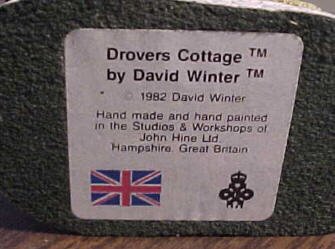 Drovers Cottage ™
by David Winter ™
© 1982 David Winter
Hand made and hand painted
in the Studios & Workshops of
John Hine Ltd.
Hampshire. Great Britain